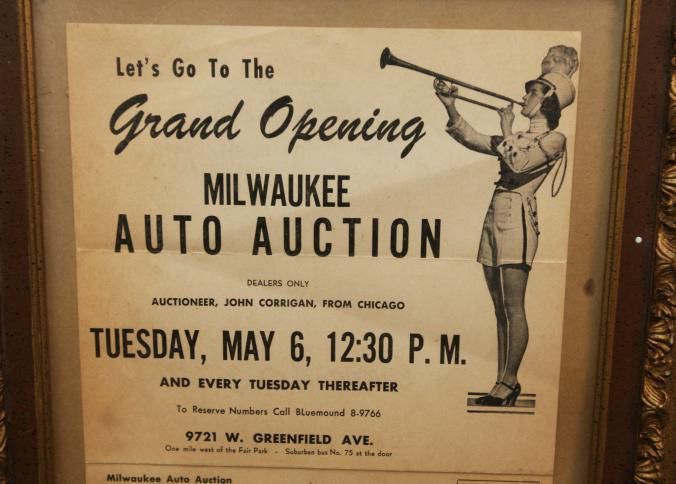 Let's Go To The
Grand Opening
MILWAUKEE
AUTO AUCTION
DEALERS ONLY
AUCTIONEER, JOHN CORRIGAN, FROM CHICAGO
TUESDAY, MAY 6, 12:30 P. M.
AND EVERY TUESDAY THEREAFTER
To Reserve Numbers Call BLuemound 8-9766
9721 W. GREENFIELD AVE.
One mile west of the Fair Park - Suburban bus No. 75 at the door
Milwaukee Auto Auction